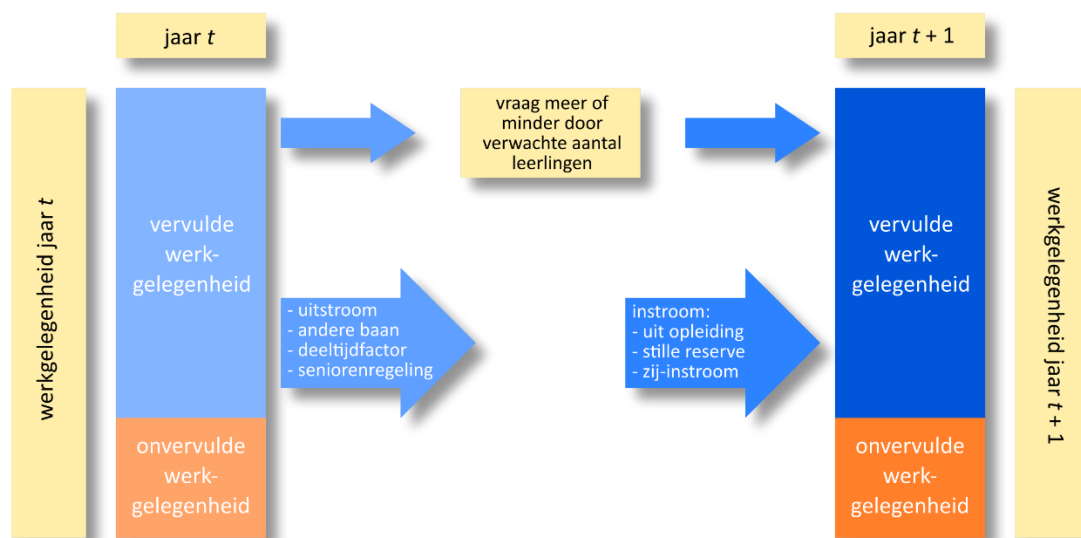 jaar t
jaar t + 1
werkgelegenheid jaar t
vervulde
werk-
gelegenheid
onvervulde
werk-
gelegenheid
vraag meer of
minder door
verwachte aantal
leerlingen
- uitstroom
- andere baan
- deeltijdfactor
- seniorenregeling
instroom:
- uit opleiding
- stille reserve
- zij-instroom
vervulde
werk-
gelegenheid
onvervulde
werk-
gelegenheid
werkgelegenheid jaar t + 1